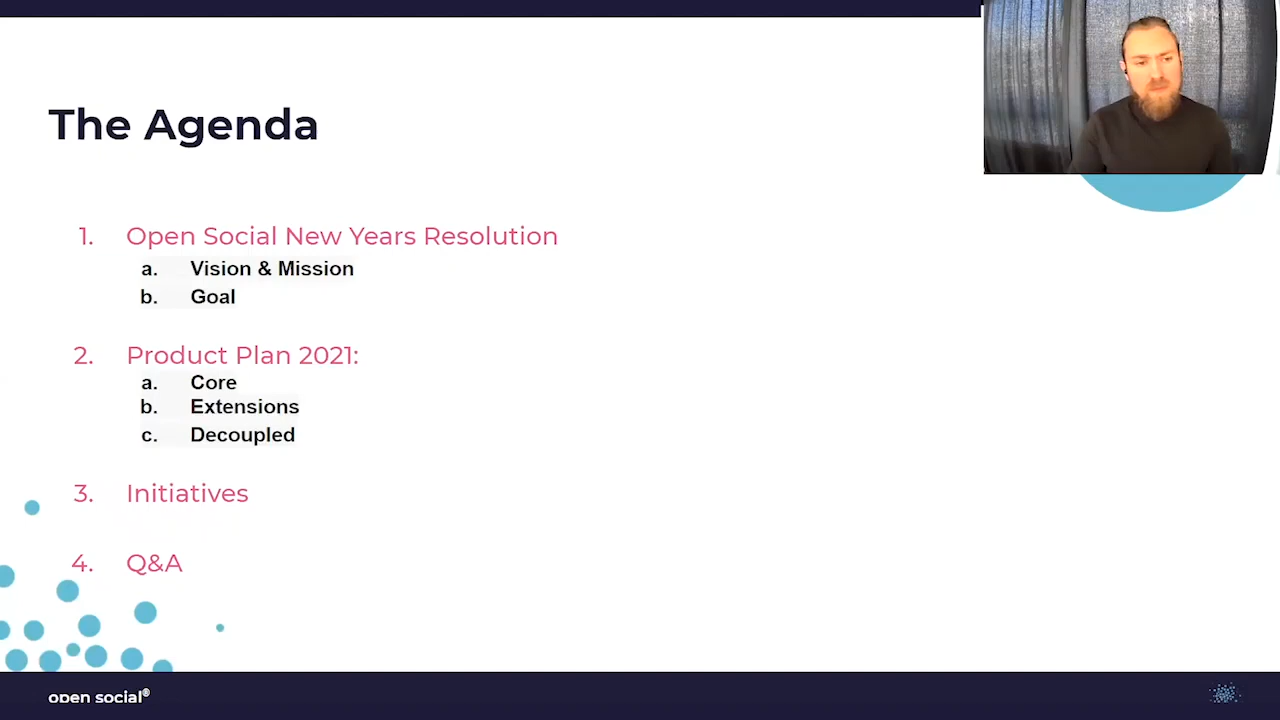 The Agenda
1. Open Social New Years Resolution
a. Vision & Mission
b. Goal
2. Product Plan 2021:
a. Core
b. Extensions
c. Decoupled
3. Initiatives
4. Q&A
open social®